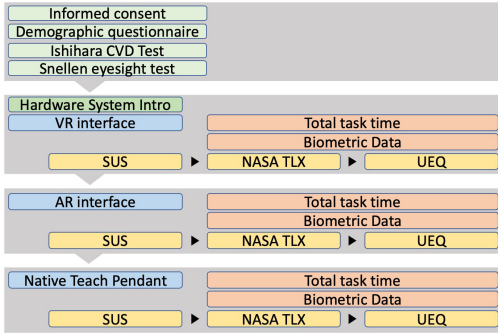 Informed consent
Demographic questionnaire
Ishihara CVD Test
Snellen eyesight test
Hardware System Intro
VR interface
Total task time
Biometric Data
SUS
NASA TLX
UEQ
AR interface
Total task time
Biometric Data
SUS
NASA TLX
UEQ
Native Teach Pendant
Total task time
Biometric Data
SUS
NASA TLX
UEQ